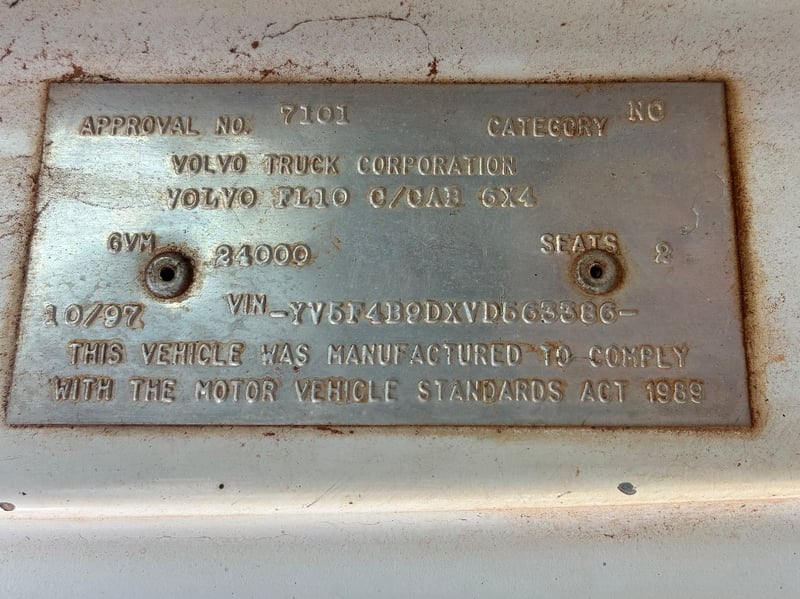 APPROVAL NO. 7101 CATEGORY NC
VOLVO TRUCK CORPORATION
VOLVO FL10 C/CAB 6X4
GVM 24000 SEATS 2
10/97 VIN -YV5F4B9DXVD563386-
THIS VEHICLE WAS MANUFACTURED TO COMPLY
WITH THE MOTOR VEHICLE STANDARDS ACT 1989